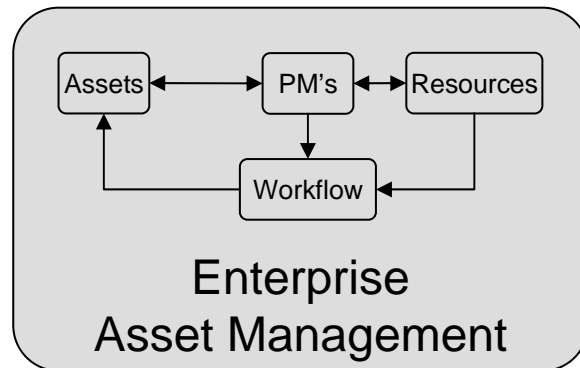 Assets
PM's
Resources
Workflow
Enterprise
Asset Management